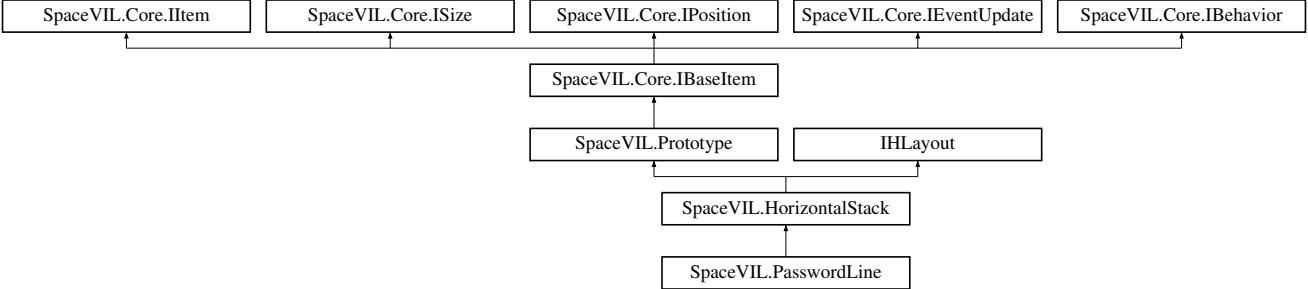 SpaceVIL.Core.IItem
SpaceVIL.Core.ISize
SpaceVIL.Core.IPosition
SpaceVIL.Core.IEventUpdate
SpaceVIL.Core.IBehavior
SpaceVIL.Core.IBaseItem
SpaceVIL.Prototype
IHLayout
SpaceVIL.HorizontalStack
SpaceVIL.PasswordLine